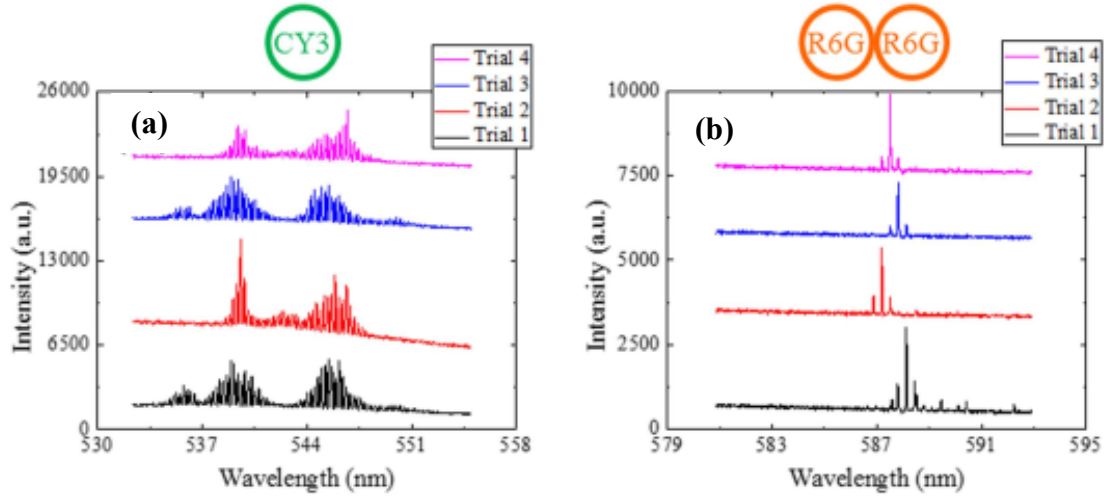 CY3
R6G R6G
Trial 4
Trial 3
Trial 2
Trial 1
(a)
26000
19500
13000
6500
0
Intensity (a.u.)
530 537 544 551 558
Wavelength (nm)
Trial 4
Trial 3
Trial 2
Trial 1
(b)
10000
7500
5000
2500
0
Intensity (a.u.)
579 583 587 591 595
Wavelength (nm)